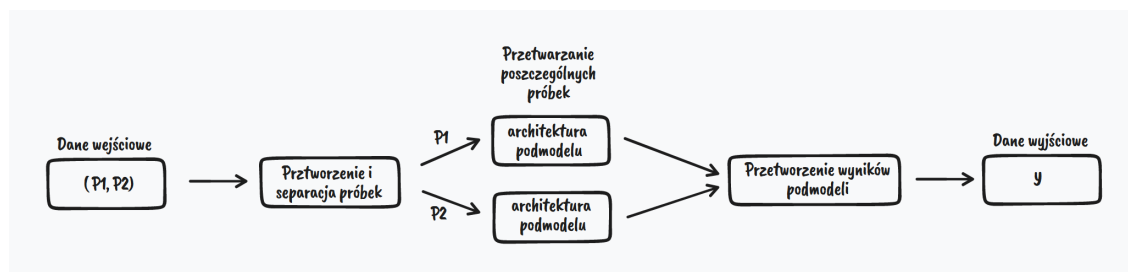 Dane wejściowe
(P1, P2)
Prztworzenie i
separacja próbek
P1
P2
Przetwarzanie
poszczególnych
próbek
architektura
podmodelu
architektura
podmodelu
Przetworzenie wyników
podmodeli
Dane wyjściowe
y